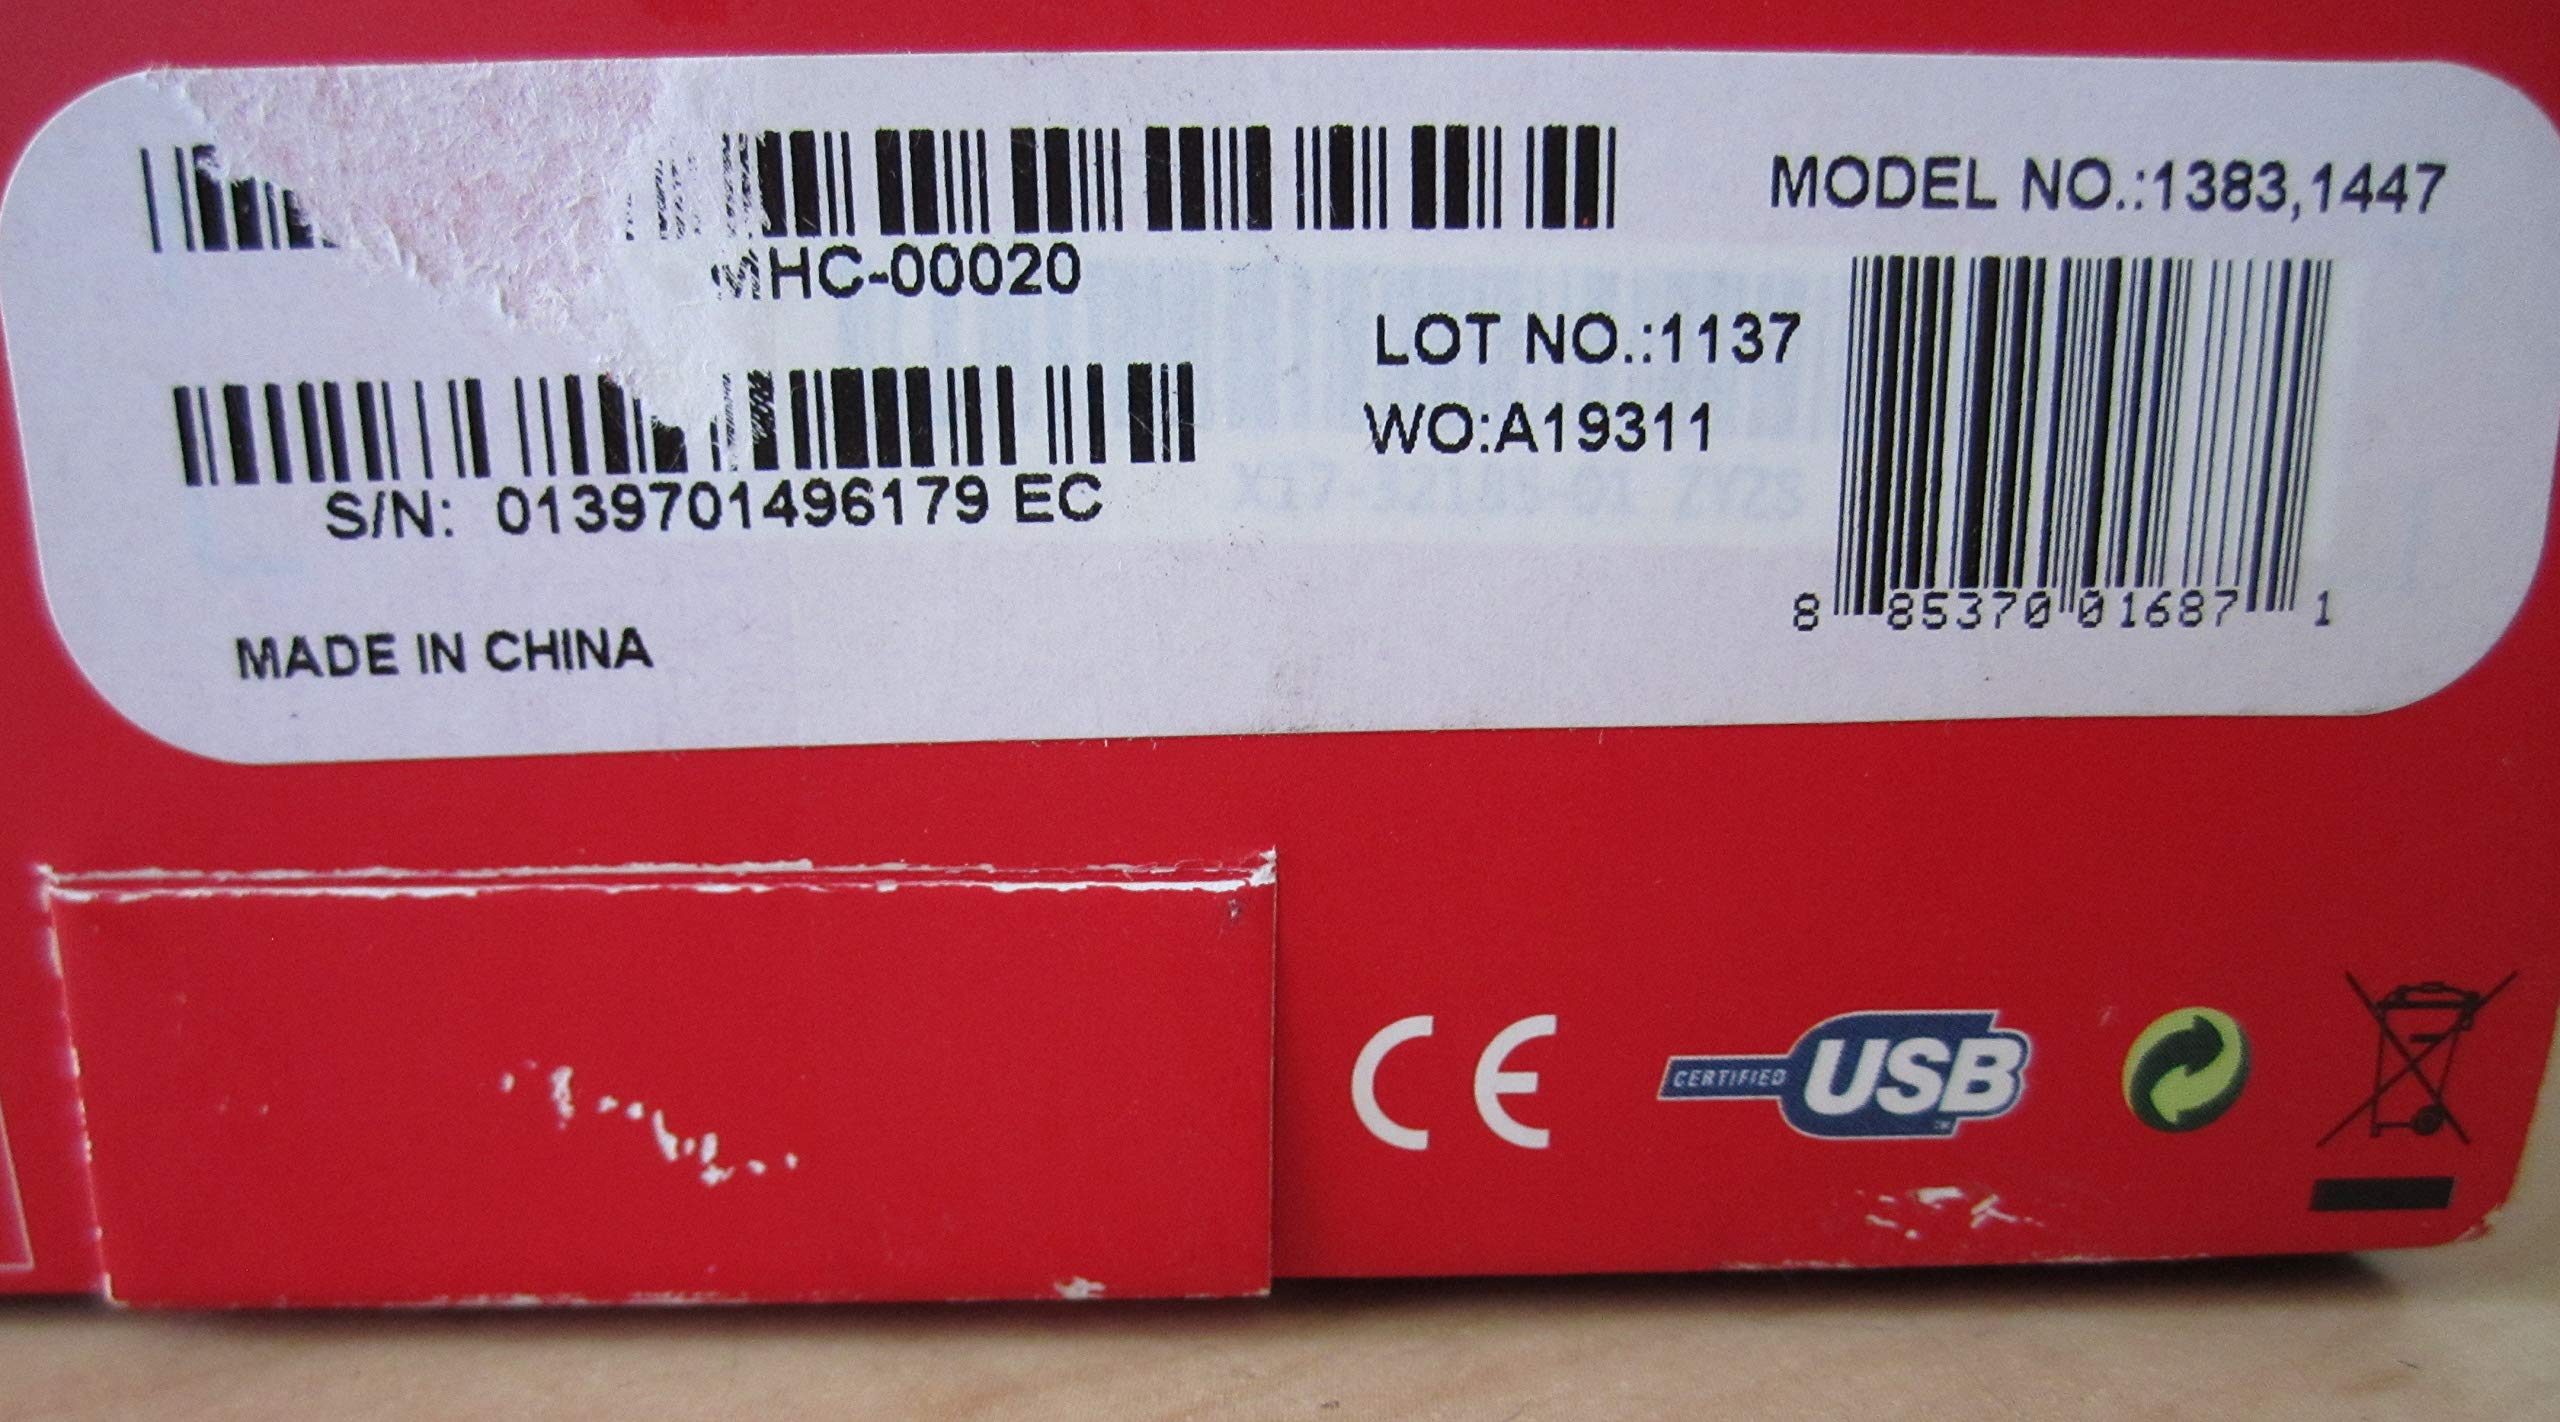 HC-00020
MODEL NO.:1383,1447
LOT NO.:1137
WO:A19311
S/N: 0139701496179 EC
8 85370 01687 1
MADE IN CHINA
CE
CERTIFIED USB